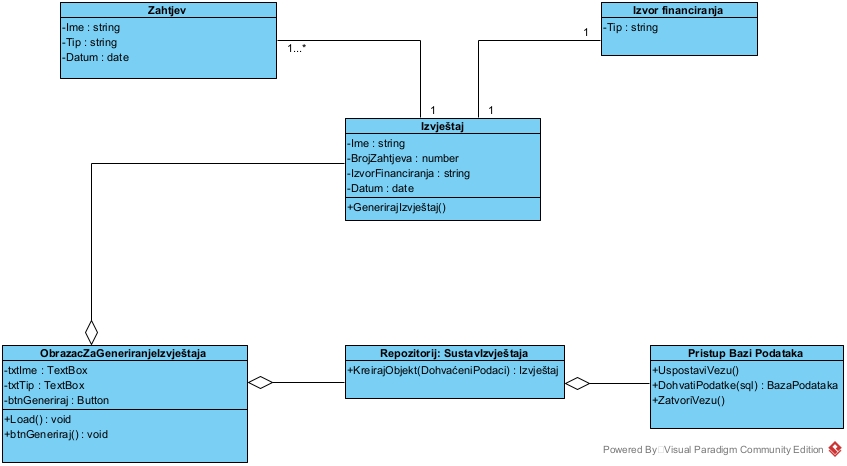 Zahtjev
-Ime : string
-Tip : string
-Datum : date
1...*
1
Izvor financiranja
-Tip : string
1
1
Izvještaj
-Ime : string
-BrojZahtjeva : number
-IzvorFinanciranja : string
-Datum : date
+GenerirajIzvještaj()
ObrazacZaGeneriranjeIzvještaja
-txtIme : TextBox
-txtTip : TextBox
-btnGeneriraj : Button
+Load() : void
+btnGeneriraj() : void
Repozitorij: SustavIzvještaja
+KreirajObjekt(DohvaćeniPodaci) : Izvještaj
Pristup Bazi Podataka
+UspostaviVezu()
+DohvatiPodatke(sql) : BazaPodataka
+ZatvoriVezu()
Powered By Visual Paradigm Community Edition